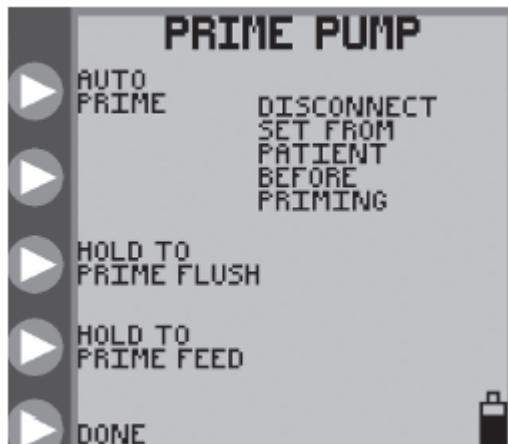 PRIME PUMP
AUTO
PRIME
DISCONNECT
SET FROM
PATIENT
BEFORE
PRIMING
HOLD TO
PRIME FLUSH
HOLD TO
PRIME FEED
DONE